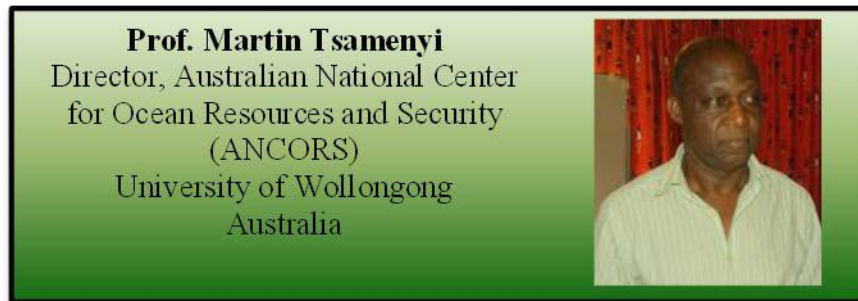 Prof. Martin Tsamenyi
Director, Australian National Center
for Ocean Resources and Security
(ANCORS)
University of Wollongong
Australia